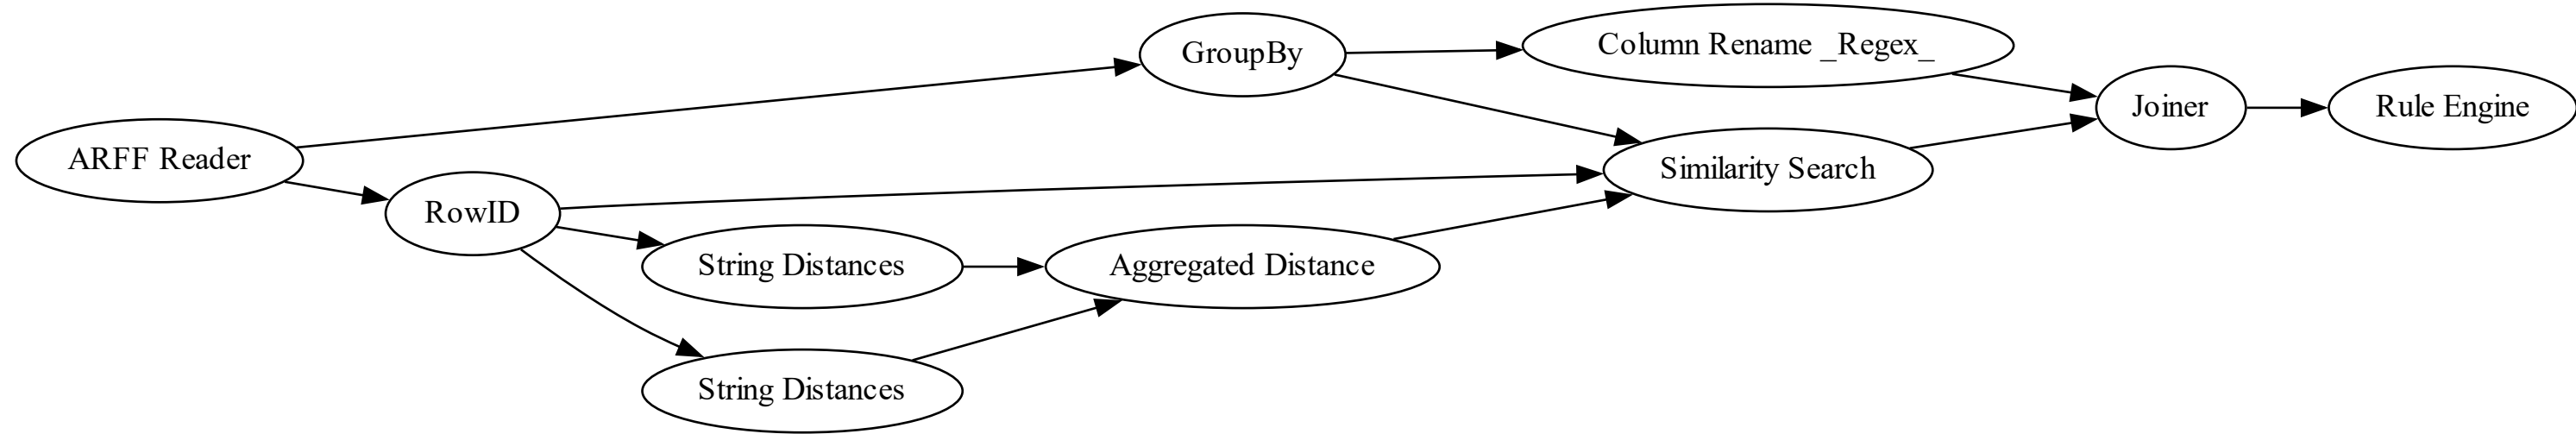 ARFF Reader
RowID
GroupBy
Column Rename _Regex_
Similarity Search
String Distances
Aggregated Distance
String Distances
Joiner
Rule Engine